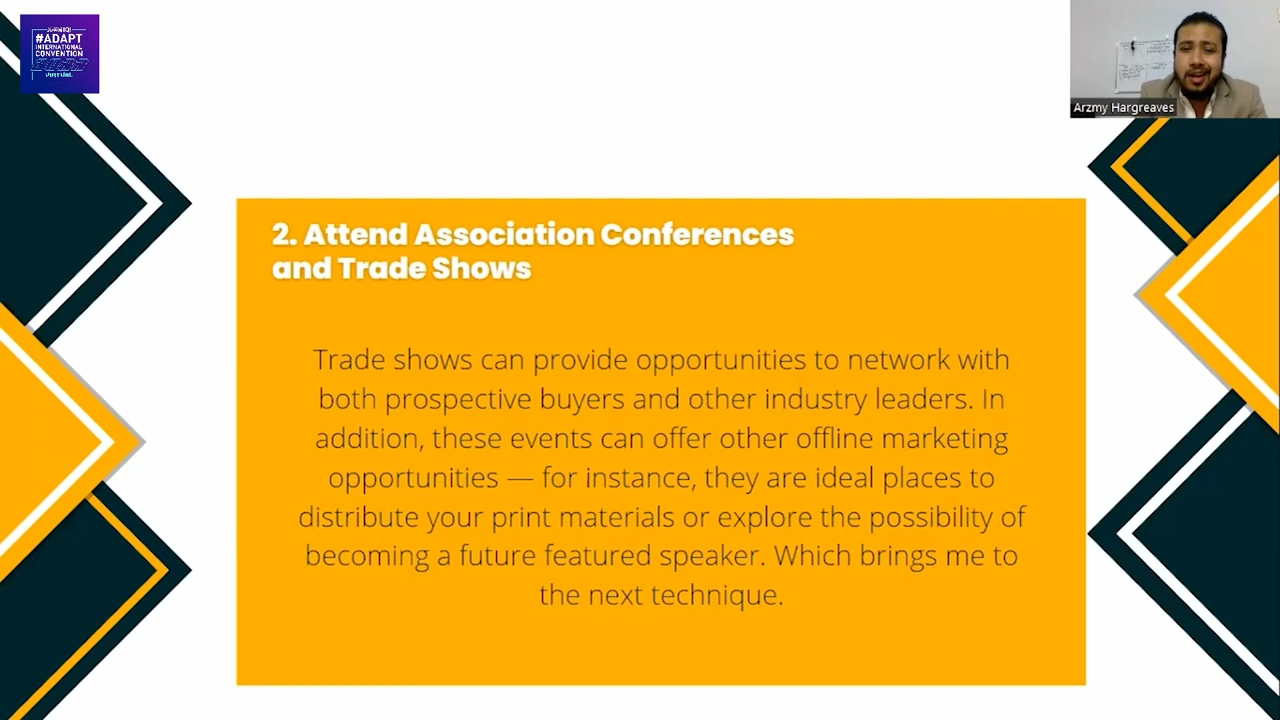 #ADAPT
INTERNATIONAL
CONVENTION
VIRTUAL
Arzmy Hargreaves
2. Attend Association Conferences
and Trade Shows
Trade shows can provide opportunities to network with
both prospective buyers and other industry leaders. In
addition, these events can offer other offline marketing
opportunities — for instance, they are ideal places to
distribute your print materials or explore the possibility of
becoming a future featured speaker. Which brings me to
the next technique.